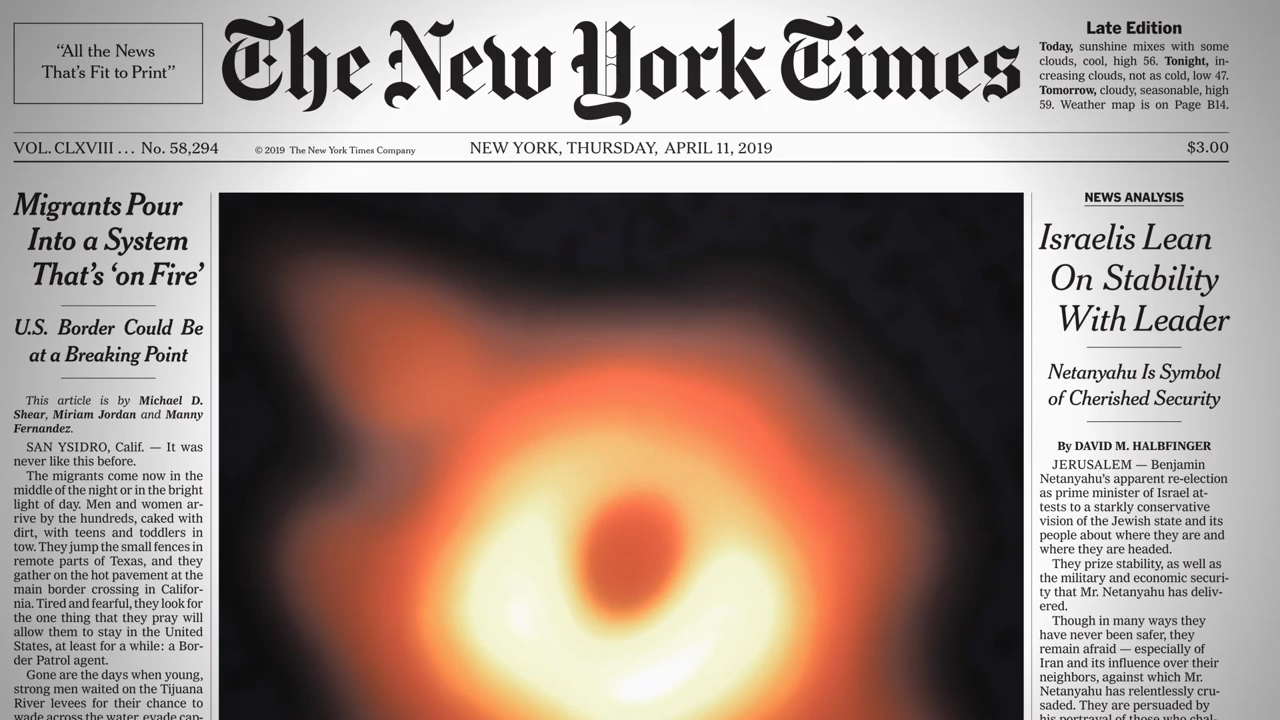 “All the News
That’s Fit to Print”
The New York Times
Late Edition
Today, sunshine mixes with some
clouds, cool, high 56. Tonight, in-
creasing clouds, not as cold, low 47.
Tomorrow, cloudy, seasonable, high
59. Weather map is on Page B14.
VOL. CLXVIII . . . No. 58,294
© 2019 The New York Times Company
NEW YORK, THURSDAY, APRIL 11, 2019
$3.00
Migrants Pour
Into a System
That’s ‘on Fire’
U.S. Border Could Be
at a Breaking Point
This article is by Michael D.
Shear, Miriam Jordan and Manny
Fernandez.
SAN YSIDRO, Calif. — It was
never like this before.
The migrants come now in the
middle of the night or in the bright
light of day. Men and women ar-
rive by the hundreds, caked with
dirt, with teens and toddlers in
tow. They jump the small fences in
remote parts of Texas, and they
gather on the hot pavement at the
main border crossing in Califor-
nia. Tired and fearful, they look for
the one thing that they pray will
allow them to stay in the United
States, at least for a while: a Bor-
der Patrol agent.
Gone are the days when young,
strong men waited on the Tijuana
River levees for their chance to
wade across the water, evade cap-
NEWS ANALYSIS
Israelis Lean
On Stability
With Leader
Netanyahu Is Symbol
of Cherished Security
By DAVID M. HALBFINGER
JERUSALEM — Benjamin
Netanyahu’s apparent re-election
as prime minister of Israel at-
tests to a starkly conservative
vision of the Jewish state and its
people about where they are and
where they are headed.
They prize stability, as well as
the military and economic securi-
ty that Mr. Netanyahu has deliv-
ered.
Though in many ways they
have never been safer, they
remain afraid — especially of
Iran and its influence over their
neighbors, against which Mr.
Netanyahu has relentlessly cru-
saded. They are persuaded by
his portrayal of those who chal-